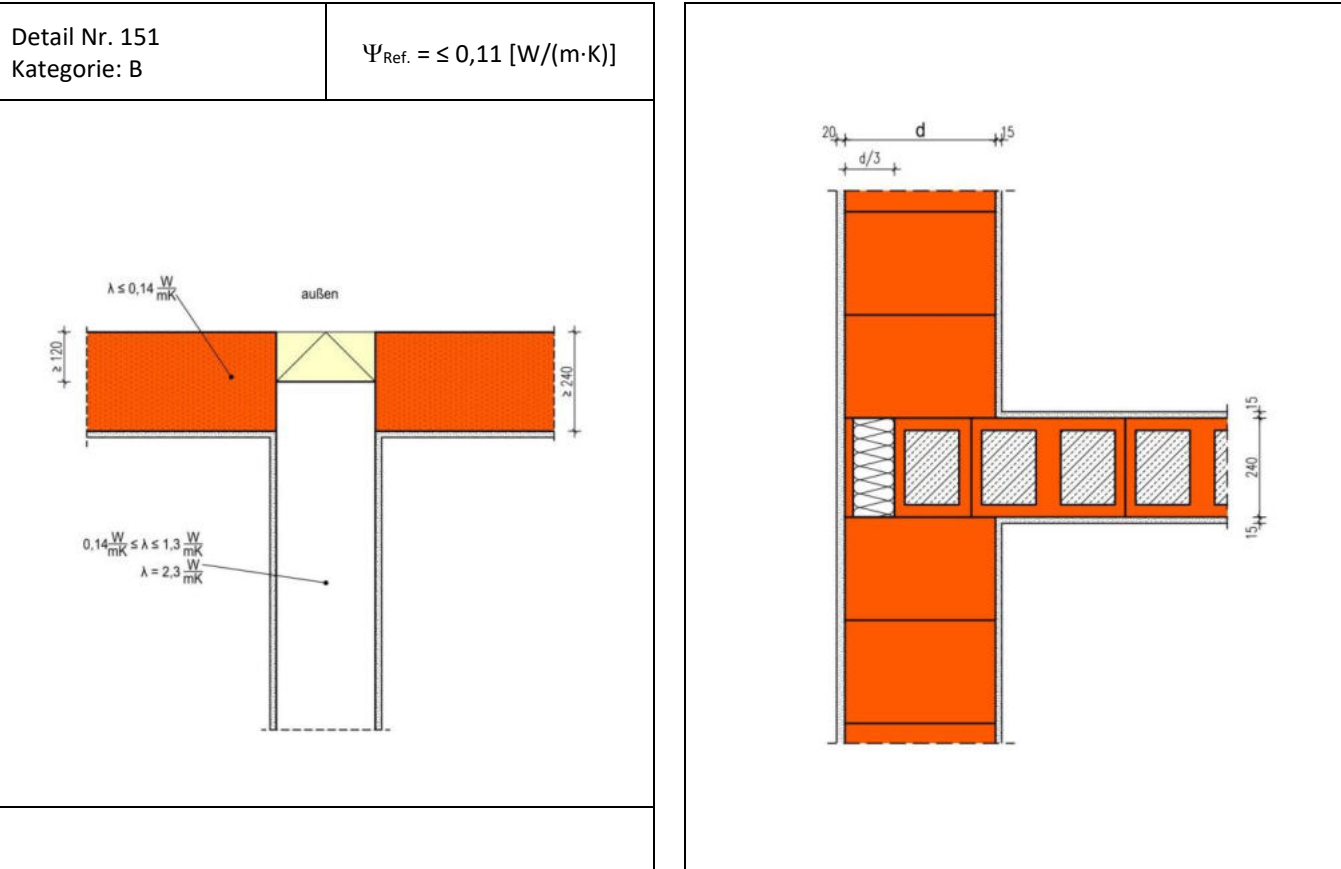 Detail Nr. 151
Kategorie: B
ΨRef. = ≤ 0,11 [W/(m·K)]
λ ≤ 0,14 W/mK
außen
≥ 120
≥ 240
0,14 W/mK ≤ λ ≤ 1,3 W/mK
λ = 2,3 W/mK
20 d 15
d/3
15
240
15